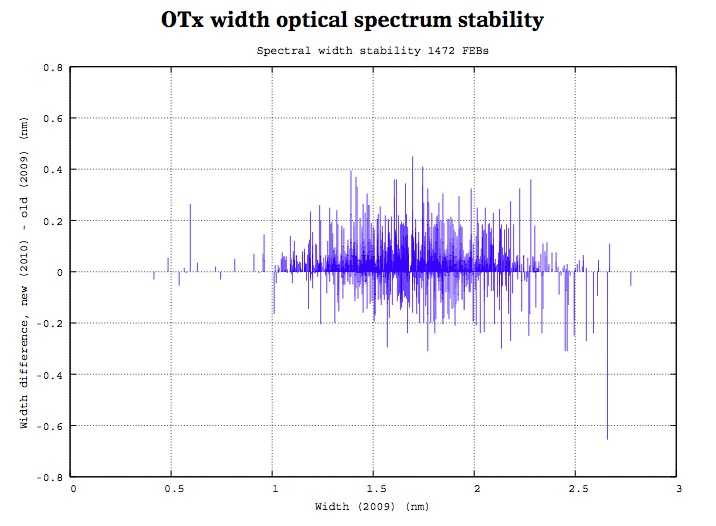 OTx width optical spectrum stability
Spectral width stability 1472 FEBs
0.8
0.6
0.4
0.2
0
-0.2
-0.4
-0.6
-0.8
Width difference, new (2010) - old (2009) (nm)
0 0.5 1 1.5 2 2.5 3
Width (2009) (nm)